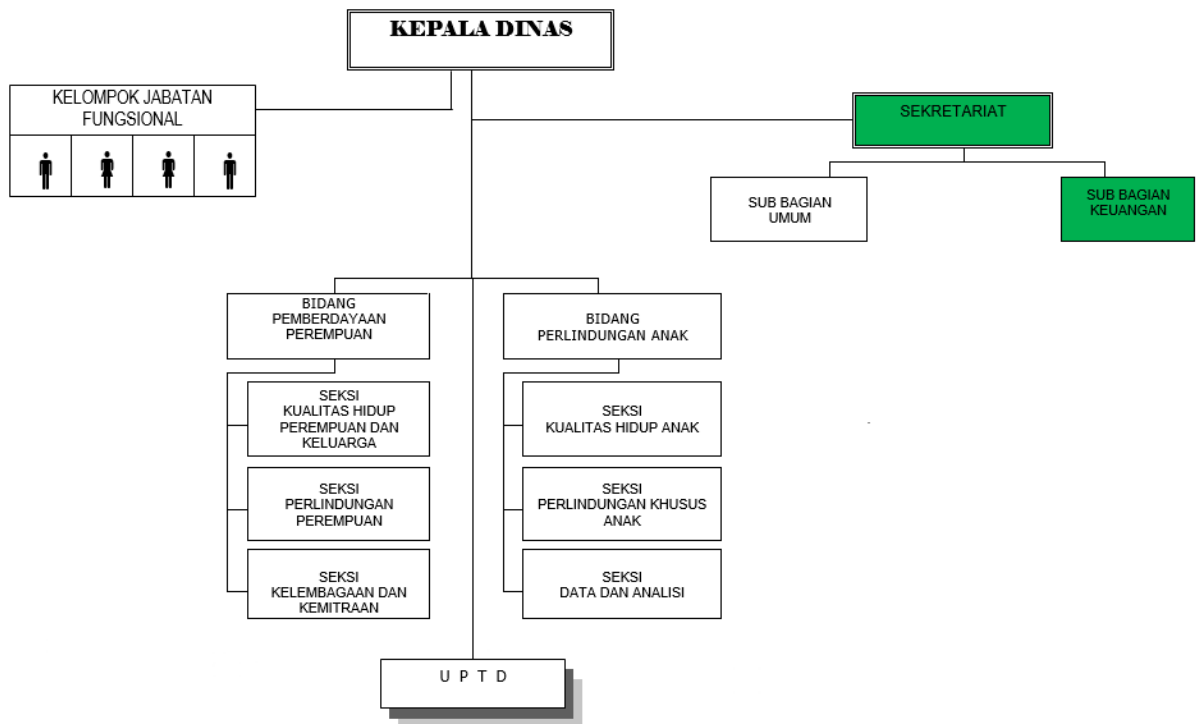 KEPALA DINAS
KELOMPOK JABATAN
FUNGSIONAL
SEKRETARIAT
SUB BAGIAN
UMUM
SUB BAGIAN
KEUANGAN
BIDANG
PEMBERDAYAAN
PEREMPUAN
BIDANG
PERLINDUNGAN ANAK
SEKSI
KUALITAS HIDUP
PEREMPUAN DAN
KELUARGA
SEKSI
KUALITAS HIDUP ANAK
SEKSI
PERLINDUNGAN
PEREMPUAN
SEKSI
PERLINDUNGAN KHUSUS
ANAK
SEKSI
KELEMBAGAAN DAN
KEMITRAAN
SEKSI
DATA DAN ANALISI
U P T D